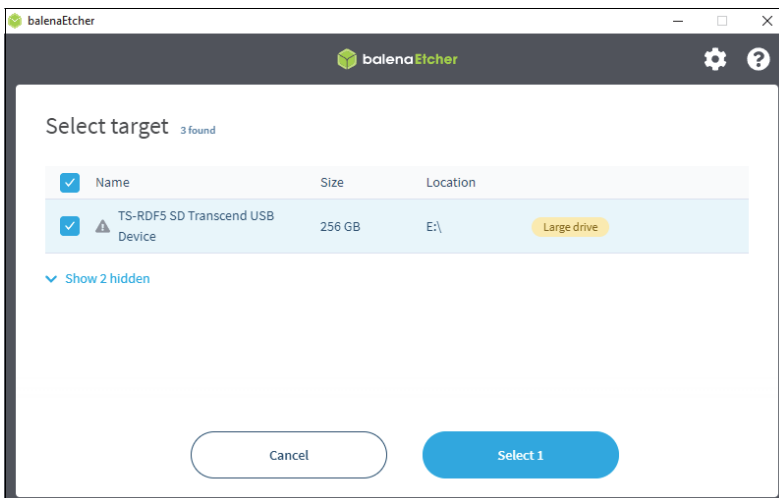 balenaEtcher
balenaEtcher
Select target 3 found
Name Size Location
TS-RDF5 SD Transcend USB
Device 256 GB E:\ Large drive
Show 2 hidden
Cancel Select 1